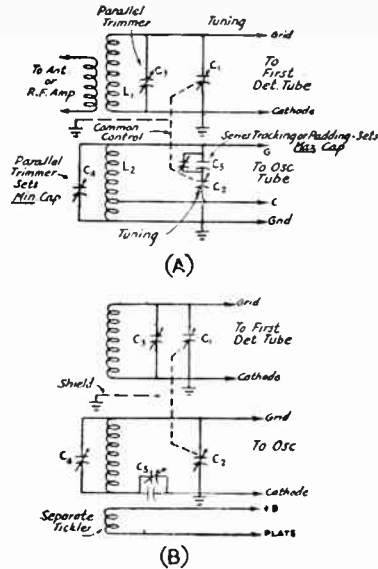 Parallel
Trimmer
Tuning
Grid
To Ant
or
R.F. Amp
L1
C3
C1
To
First
Det. Tube
Cathode
Common
Control
Series Tracking or Padding-Sets
Max Cap
G
Parallel
Trimmer
Sets
Min Cap
C4
L2
C5
C2
To Osc
Tube
C
Tuning
Gnd
(A)
Grid
C3
C1
To First
Det Tube
Cathode
Shield
Grid
C4
C5
C2
To Osc
Cathode
Separate
Tickler
+B
PLATE
(B)